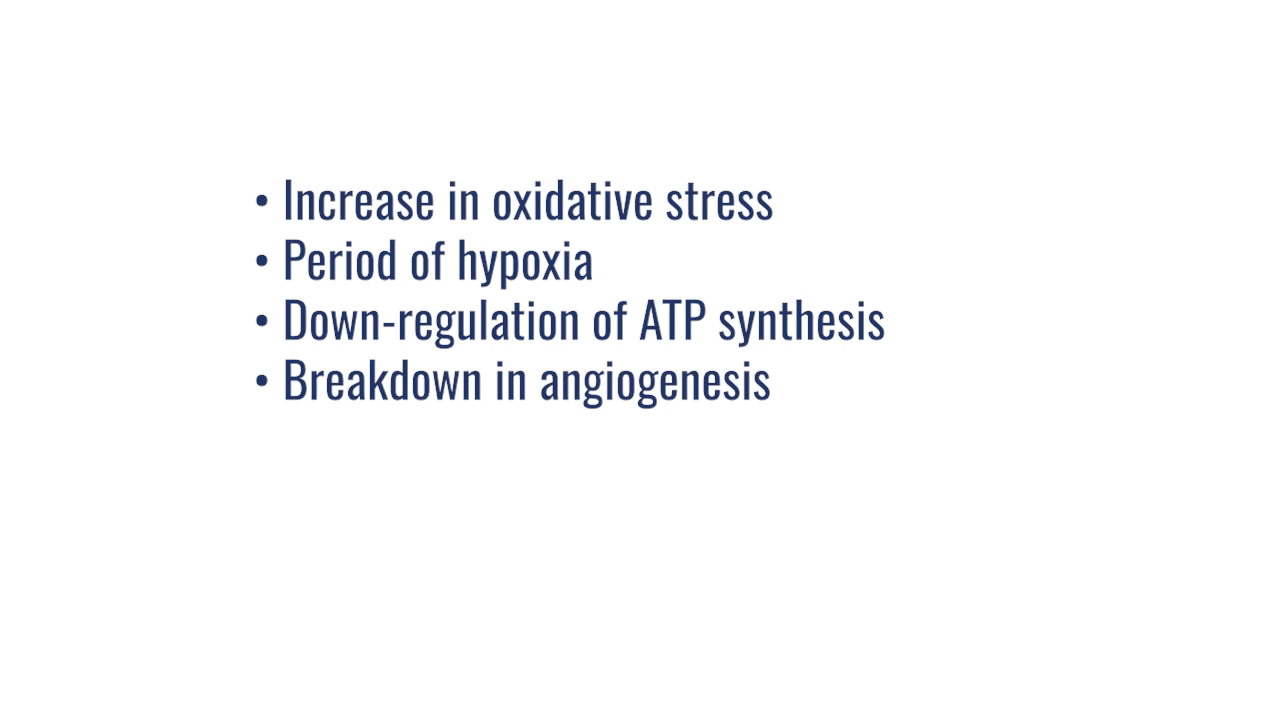 • Increase in oxidative stress
• Period of hypoxia
• Down-regulation of ATP synthesis
• Breakdown in angiogenesis